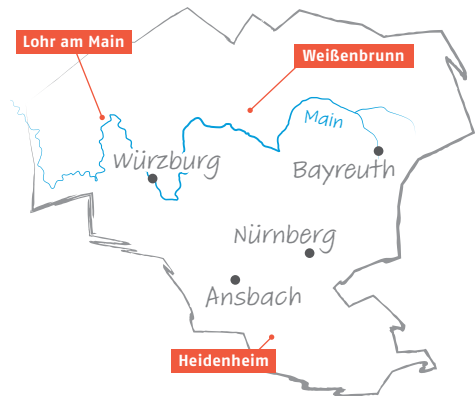 Lohr am Main
Weißenbrunn
Main
Würzburg
Bayreuth
Nürnberg
Ansbach
Heidenheim